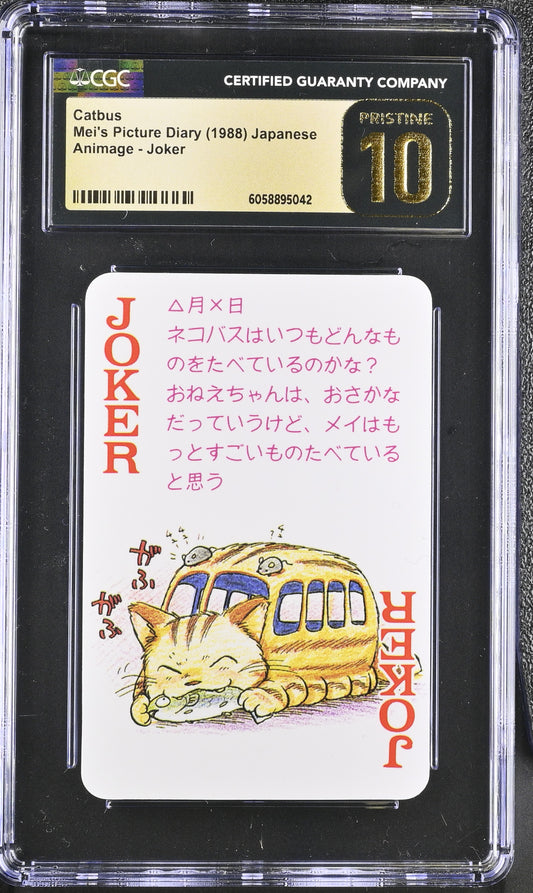 CGC
CERTIFIED GUARANTY COMPANY
Catbus
Mei's Picture Diary (1988) Japanese
Animage - Joker
6058895042
PRISTINE
10
JOKER
△月×日
ネコバスはいつもどんなも
のをたべているのかな?
おねえちゃんは、おさかな
だっていうけど、メイはも
っとすごいものたべている
と思う
がふ
がふ
JOKER